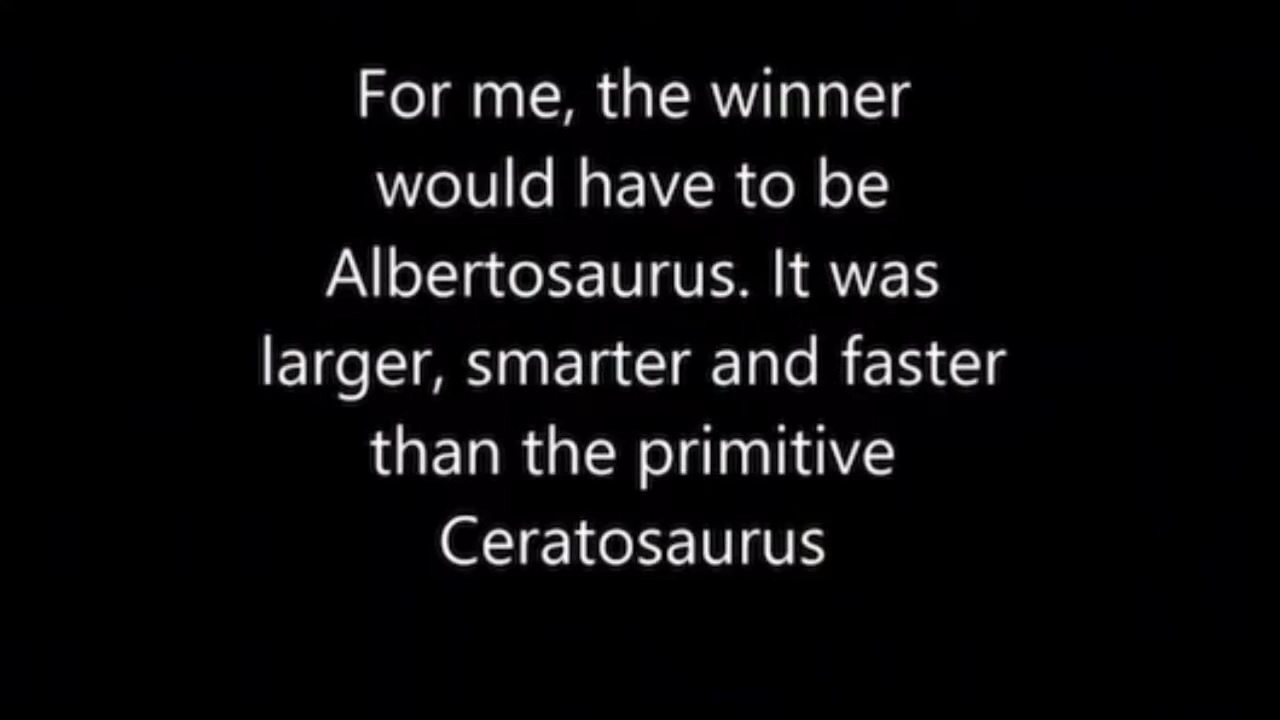 For me, the winner
would have to be
Albertosaurus. It was
larger, smarter and faster
than the primitive
Ceratosaurus